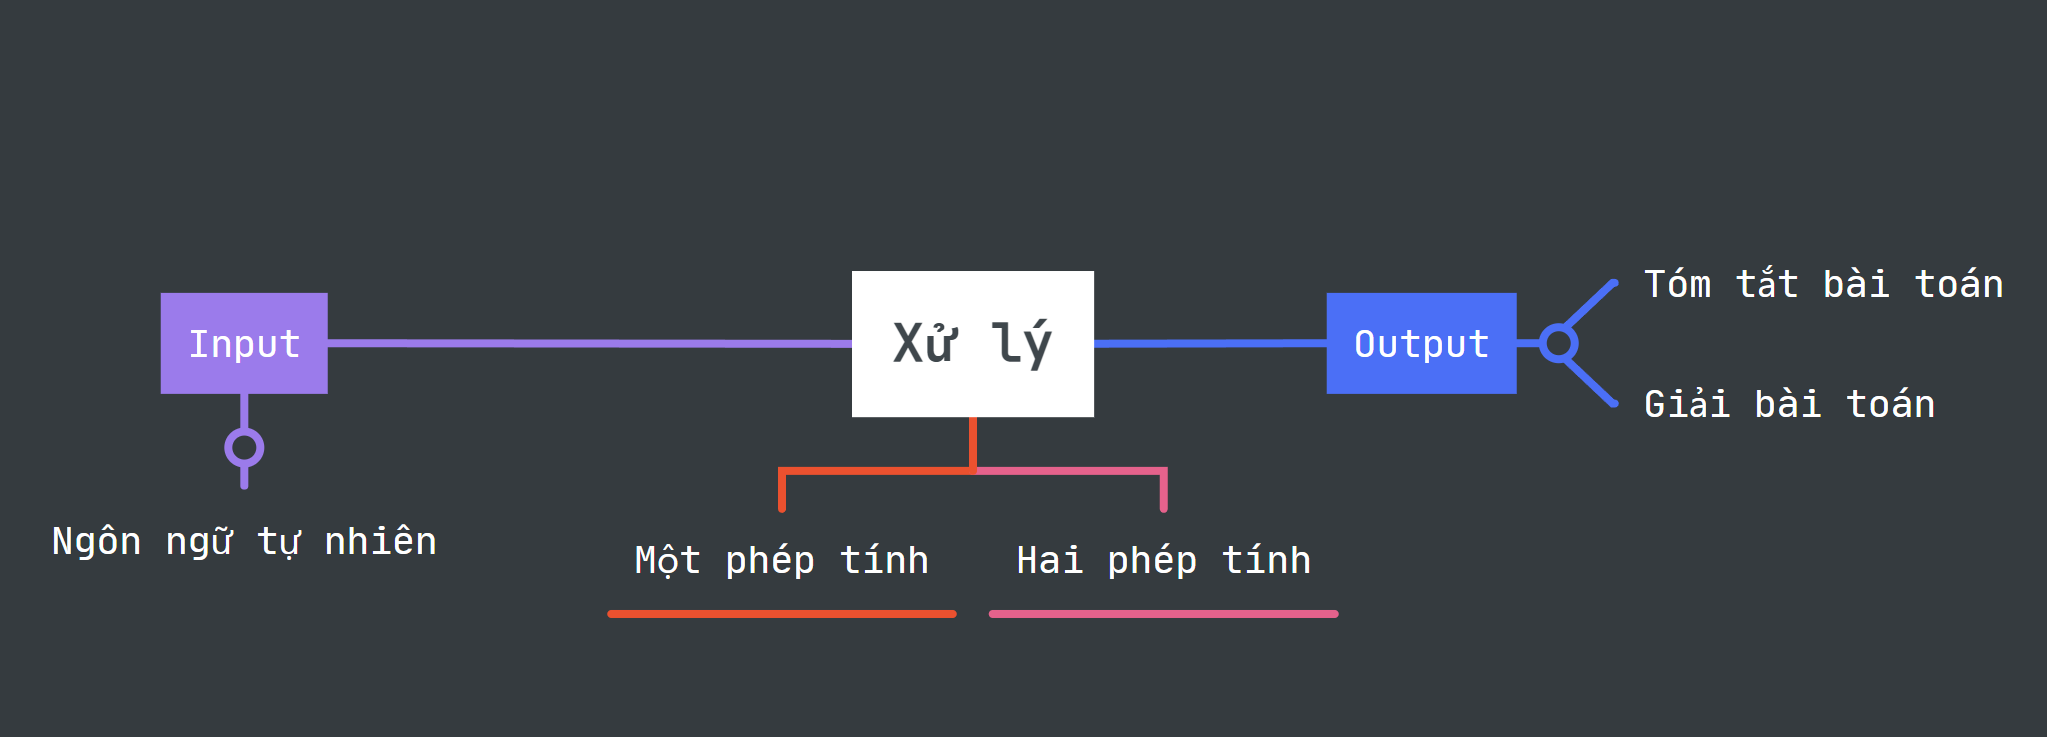 Input
Ngôn ngữ tự nhiên
Xử lý
Một phép tính
Hai phép tính
Output
Tóm tắt bài toán
Giải bài toán